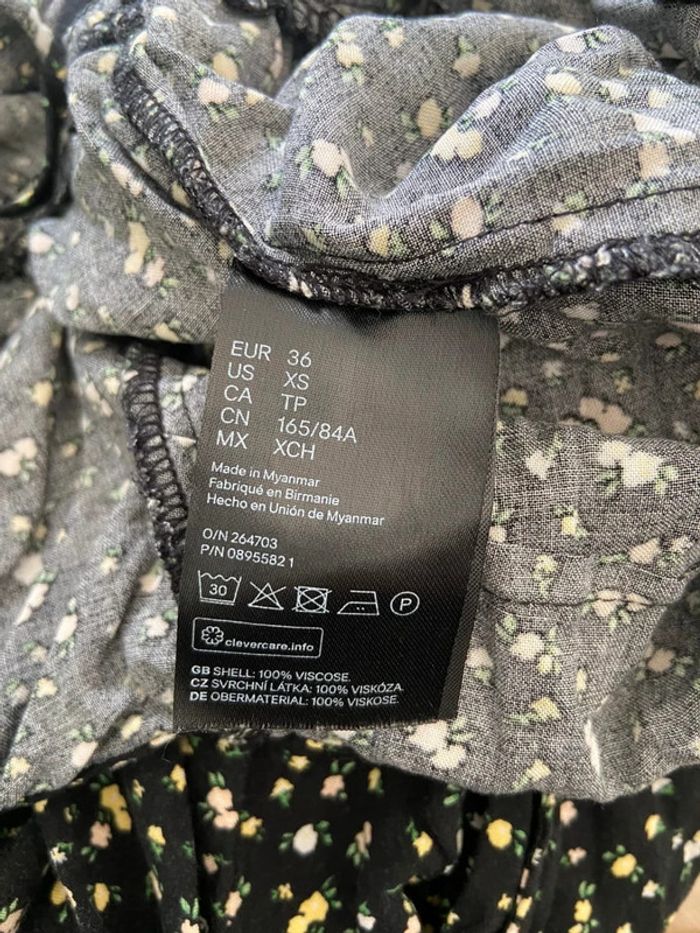 EUR 36
US XS
CA TP
CN 165/84A
MX XCH
Made in Myanmar
Fabriqué en Birmanie
Hecho en Unión de Myanmar
O/N 264703
P/N 0895582 1
30 P
clevercare.info
GB SHELL: 100% VISCOSE.
CZ SVRCHNÍ LÁTKA: 100% VISKÓZA.
DE OBERMATERIAL: 100% VISKOSE.